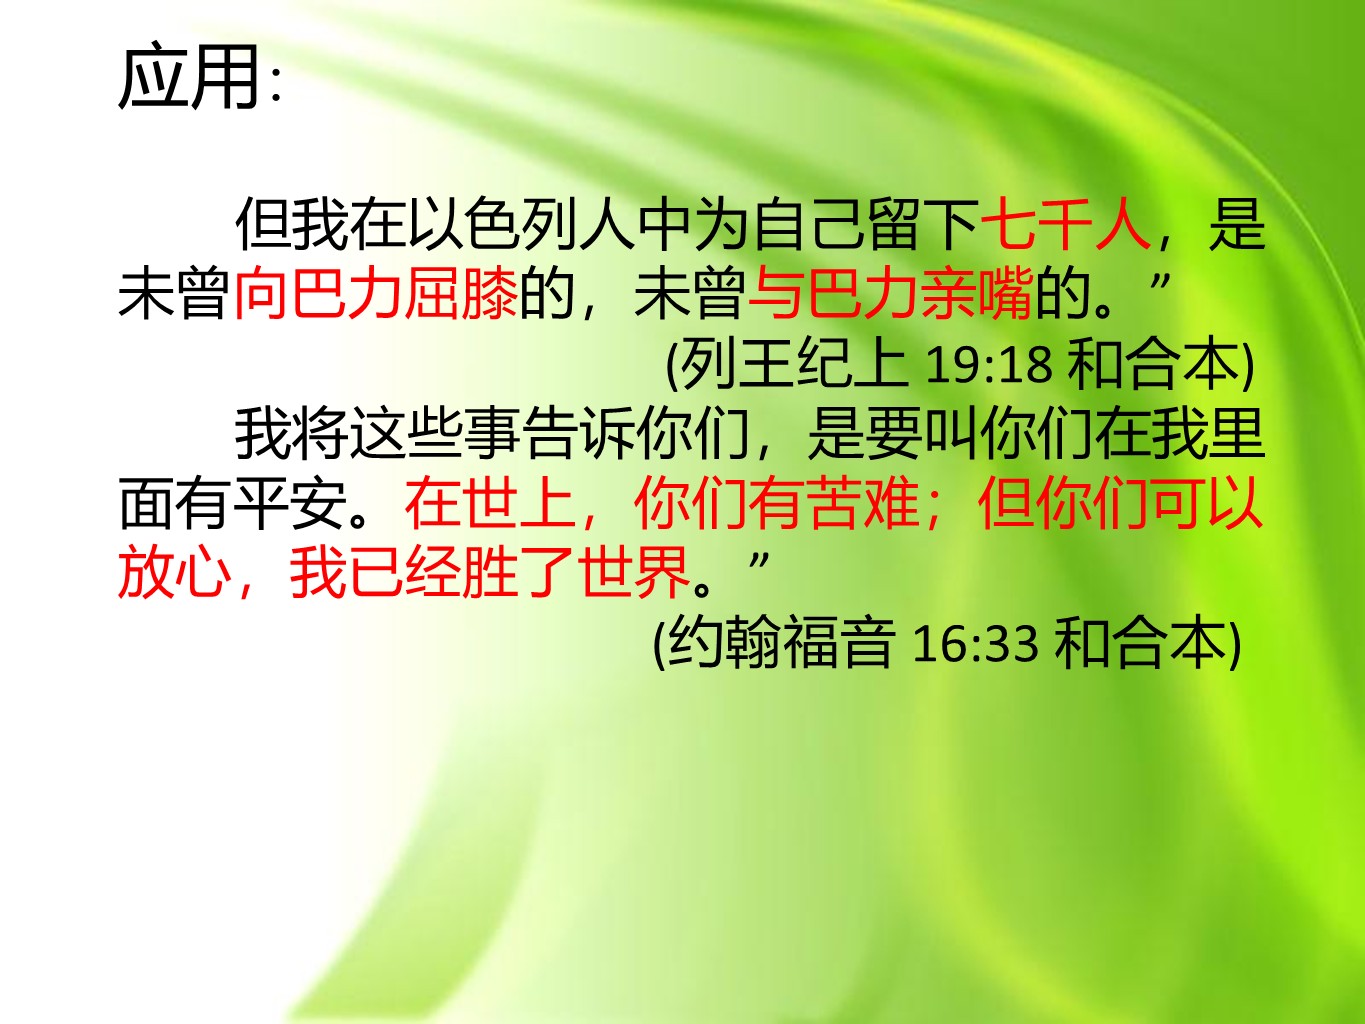 应用：
但我在以色列人中为自己留下七千人，是
未曾向巴力屈膝的，未曾与巴力亲嘴的。”
(列王纪上 19:18 和合本)
我将这些事告诉你们，是要叫你们在我里
面有平安。在世上，你们有苦难；但你们可以
放心，我已经胜了世界。”
(约翰福音 16:33 和合本)